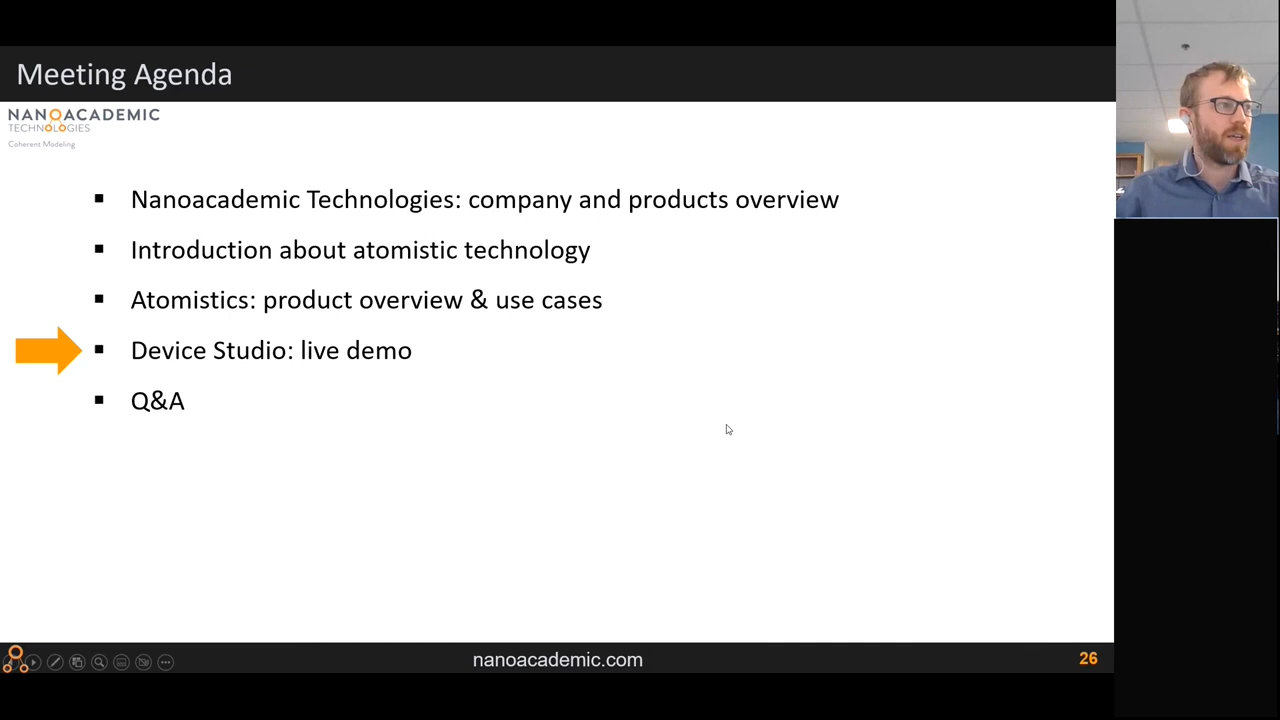 Meeting Agenda
NANOACADEMIC
TECHNOLOGIES
Coherent Modeling
▪ Nanoacademic Technologies: company and products overview
▪ Introduction about atomistic technology
▪ Atomistics: product overview & use cases
▪ Device Studio: live demo
▪ Q&A
nanoacademic.com
26